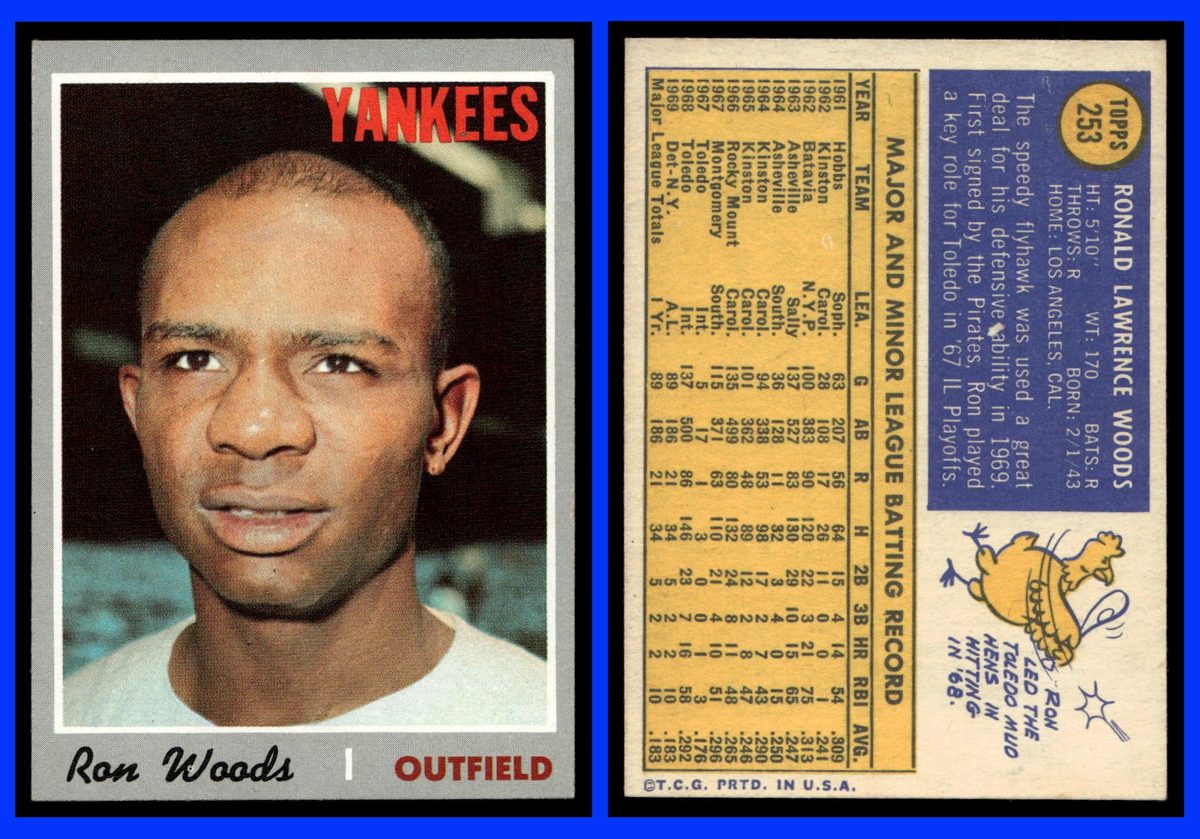 YANKEES
Ron Woods | OUTFIELD
TOPPS
253
RONALD LAWRENCE WOODS
HT: 5'10" WT: 170 BATS: R
THROWS: R BORN: 2/1/43
HOME: LOS ANGELES, CAL.
The speedy flyhawk was used a great
deal for his defensive ability in 1969.
First signed by the Pirates, Ron played
a key role for Toledo in '67 IL Playoffs.
RON
LED THE
TOLEDO MUD
HENS IN
HITTING
IN '68.
MAJOR AND MINOR LEAGUE BATTING RECORD
YEAR TEAM LEA. G AB R H 2B 3B HR RBI AVG.
1961 Hobbs Soph. 63 207 56 64 15 4 14 54 .309
1962 Kinston Carol. 28 108 17 26 .241
1962 Batavia N.Y.P. 100 383 90 120 22 3 21 75 .313
1963 Asheville Sally 137 527 83 130 29 10 15 65 .247
1964 Asheville South. 36 128 11 32 3 4 0 15 .250
1964 Kinston Carol. 94 338 53 98 17 7 43 .290
1965 Kinston Carol. 101 362 48 89 12 2 8 42 .246
1966 Rocky Mount Carol. 135 499 80 132 24 8 11 48 .265
1967 Montgomery South. 115 371 63 110 21 4 10 51 .296
1967 Toledo Int. 5 17 1 3 0 0 1 3 .176
1968 Toledo Int. 137 500 86 146 23 7 16 58 .292
1969 Det-N.Y. A.L. 89 186 21 34 5 2 2 10 .183
Major League Totals 1 Yr. 89 186 21 34 5 2 2 10 .183
©T.C.G. PRTD. IN U.S.A.